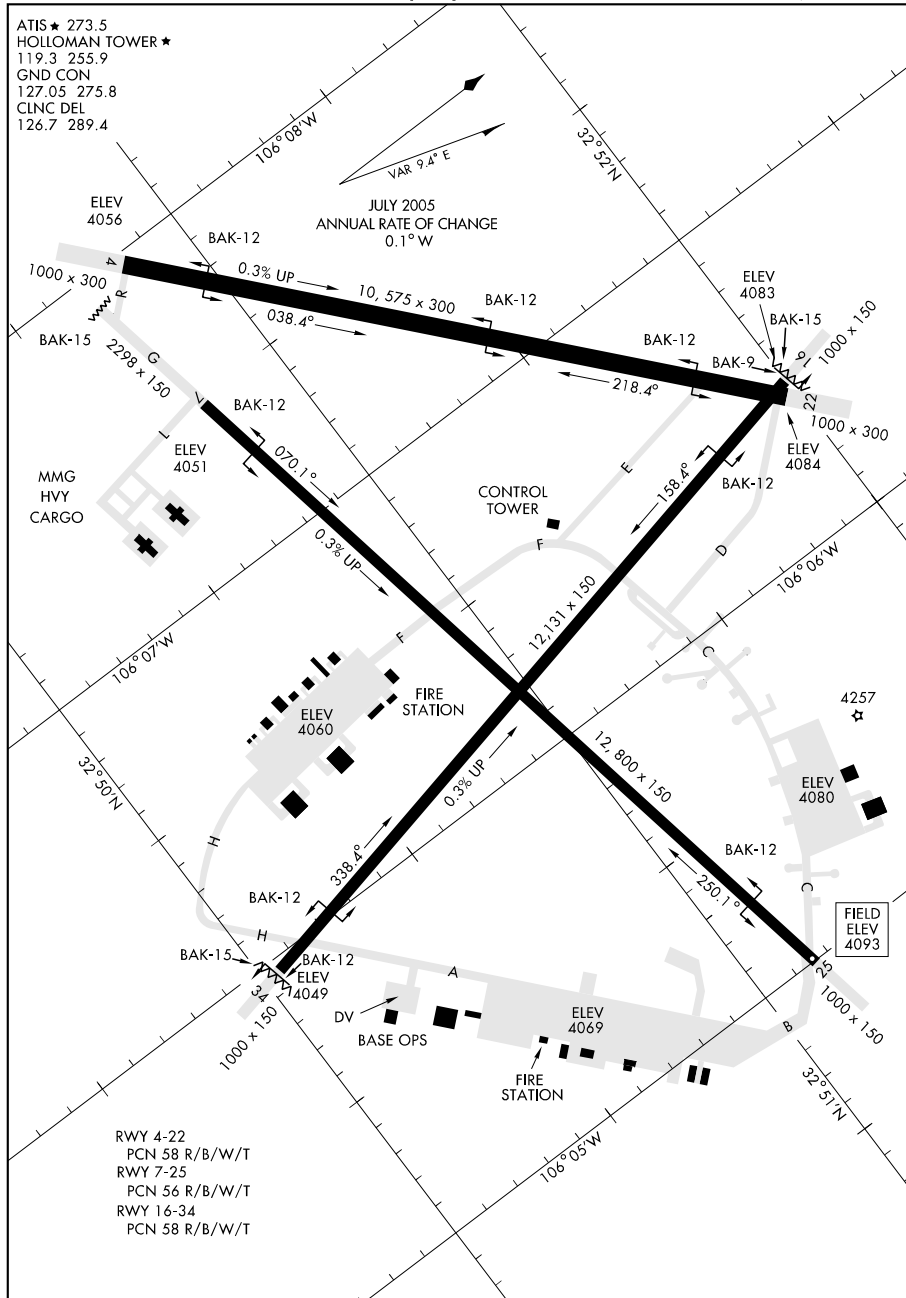 ATIS ★ 273.5
HOLLOMAN TOWER ★
119.3 255.9
GND CON
127.05 275.8
CLNC DEL
126.7 289.4
106°08'W
32°52'N
VAR 9.4° E
JULY 2005
ANNUAL RATE OF CHANGE
0.1° W
ELEV
4056
BAK-12
4
1000 x 300
R
0.3% UP
10, 575 x 300
038.4°
BAK-12
BAK-15
G
2298 x 150
BAK-12
218.4°
BAK-9
ELEV
4083
BAK-15
16
1000 x 150
22
1000 x 300
ELEV
4084
7
BAK-12
L
ELEV
4051
070.1°
0.3% UP
MMG
HVY
CARGO
CONTROL
TOWER
E
F
158.4°
BAK-12
D
106°06'W
12,131 x 150
106°07'W
F
C
FIRE
STATION
ELEV
4060
4257
32°50'N
0.3% UP
12, 800 x 150
ELEV
4080
H
338.4°
BAK-12
250.1°
C
BAK-12
FIELD
ELEV
4093
H
BAK-15
BAK-12
ELEV
4049
34
1000 x 150
A
DV
BASE OPS
ELEV
4069
25
1000 x 150
B
FIRE
STATION
32°51'N
106°05'W
RWY 4-22
PCN 58 R/B/W/T
RWY 7-25
PCN 56 R/B/W/T
RWY 16-34
PCN 58 R/B/W/T